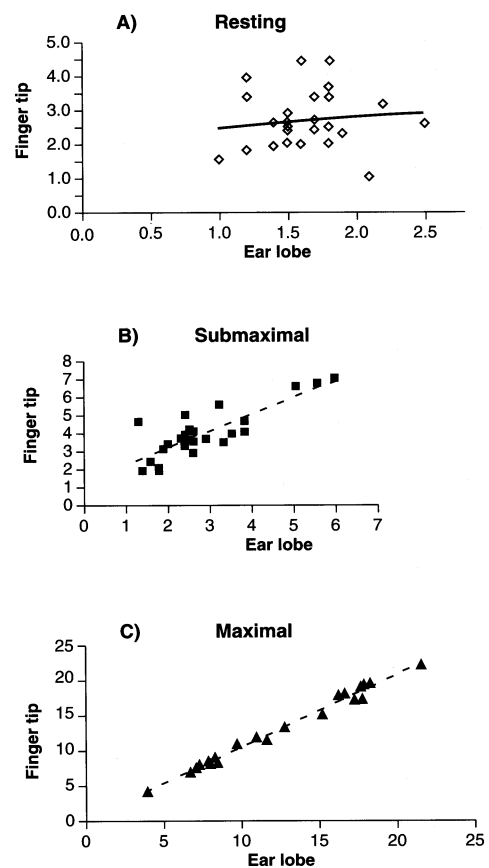 A) Resting
5.0
4.0
3.0
2.0
1.0
0.0
Finger tip
0.0 0.5 1.0 1.5 2.0 2.5
Ear lobe
B) Submaximal
8
7
6
5
4
3
2
1
0
Finger tip
0 1 2 3 4 5 6 7
Ear lobe
C) Maximal
25
20
15
10
5
0
Finger tip
0 5 10 15 20 25
Ear lobe